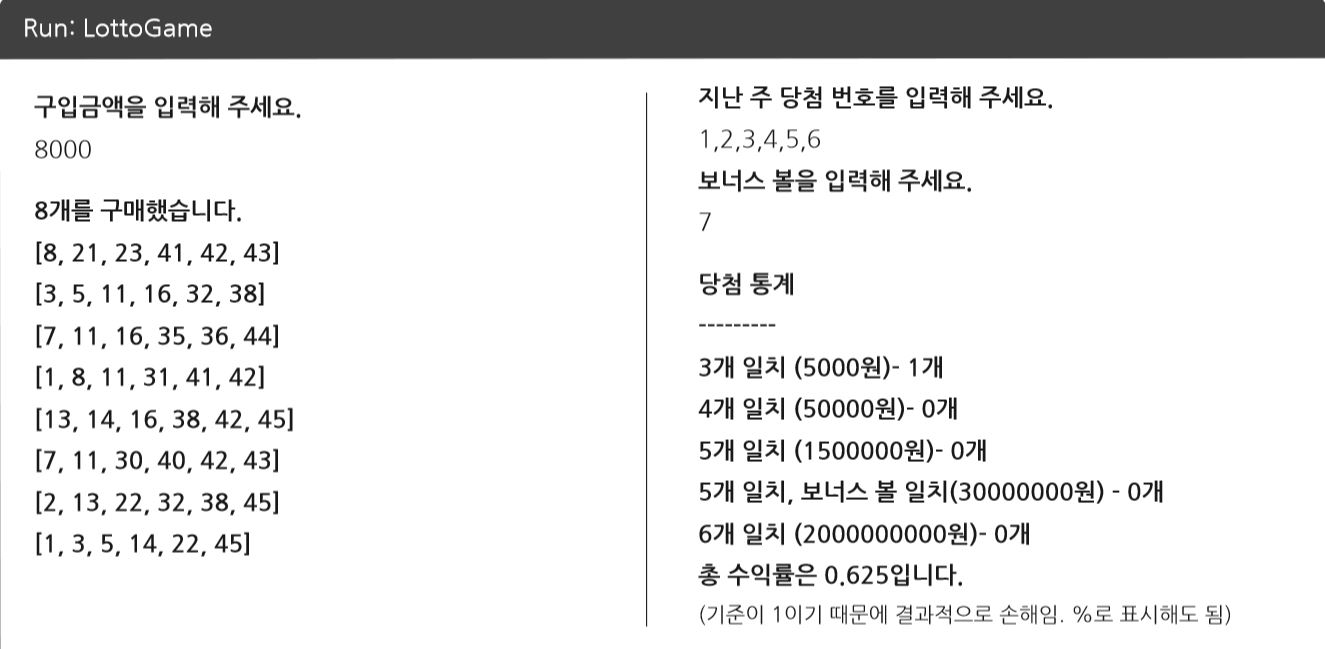 Run: LottoGame
구입금액을 입력해 주세요.
8000
8개를 구매했습니다.
[8, 21, 23, 41, 42, 43]
[3, 5, 11, 16, 32, 38]
[7, 11, 16, 35, 36, 44]
[1, 8, 11, 31, 41, 42]
[13, 14, 16, 38, 42, 45]
[7, 11, 30, 40, 42, 43]
[2, 13, 22, 32, 38, 45]
[1, 3, 5, 14, 22, 45]
지난 주 당첨 번호를 입력해 주세요.
1,2,3,4,5,6
보너스 볼을 입력해 주세요.
7
당첨 통계
---------
3개 일치 (5000원)- 1개
4개 일치 (50000원)- 0개
5개 일치 (1500000원)- 0개
5개 일치, 보너스 볼 일치(30000000원) - 0개
6개 일치 (2000000000원)- 0개
총 수익률은 0.625입니다.
(기준이 1이기 때문에 결과적으로 손해임. %로 표시해도 됨)